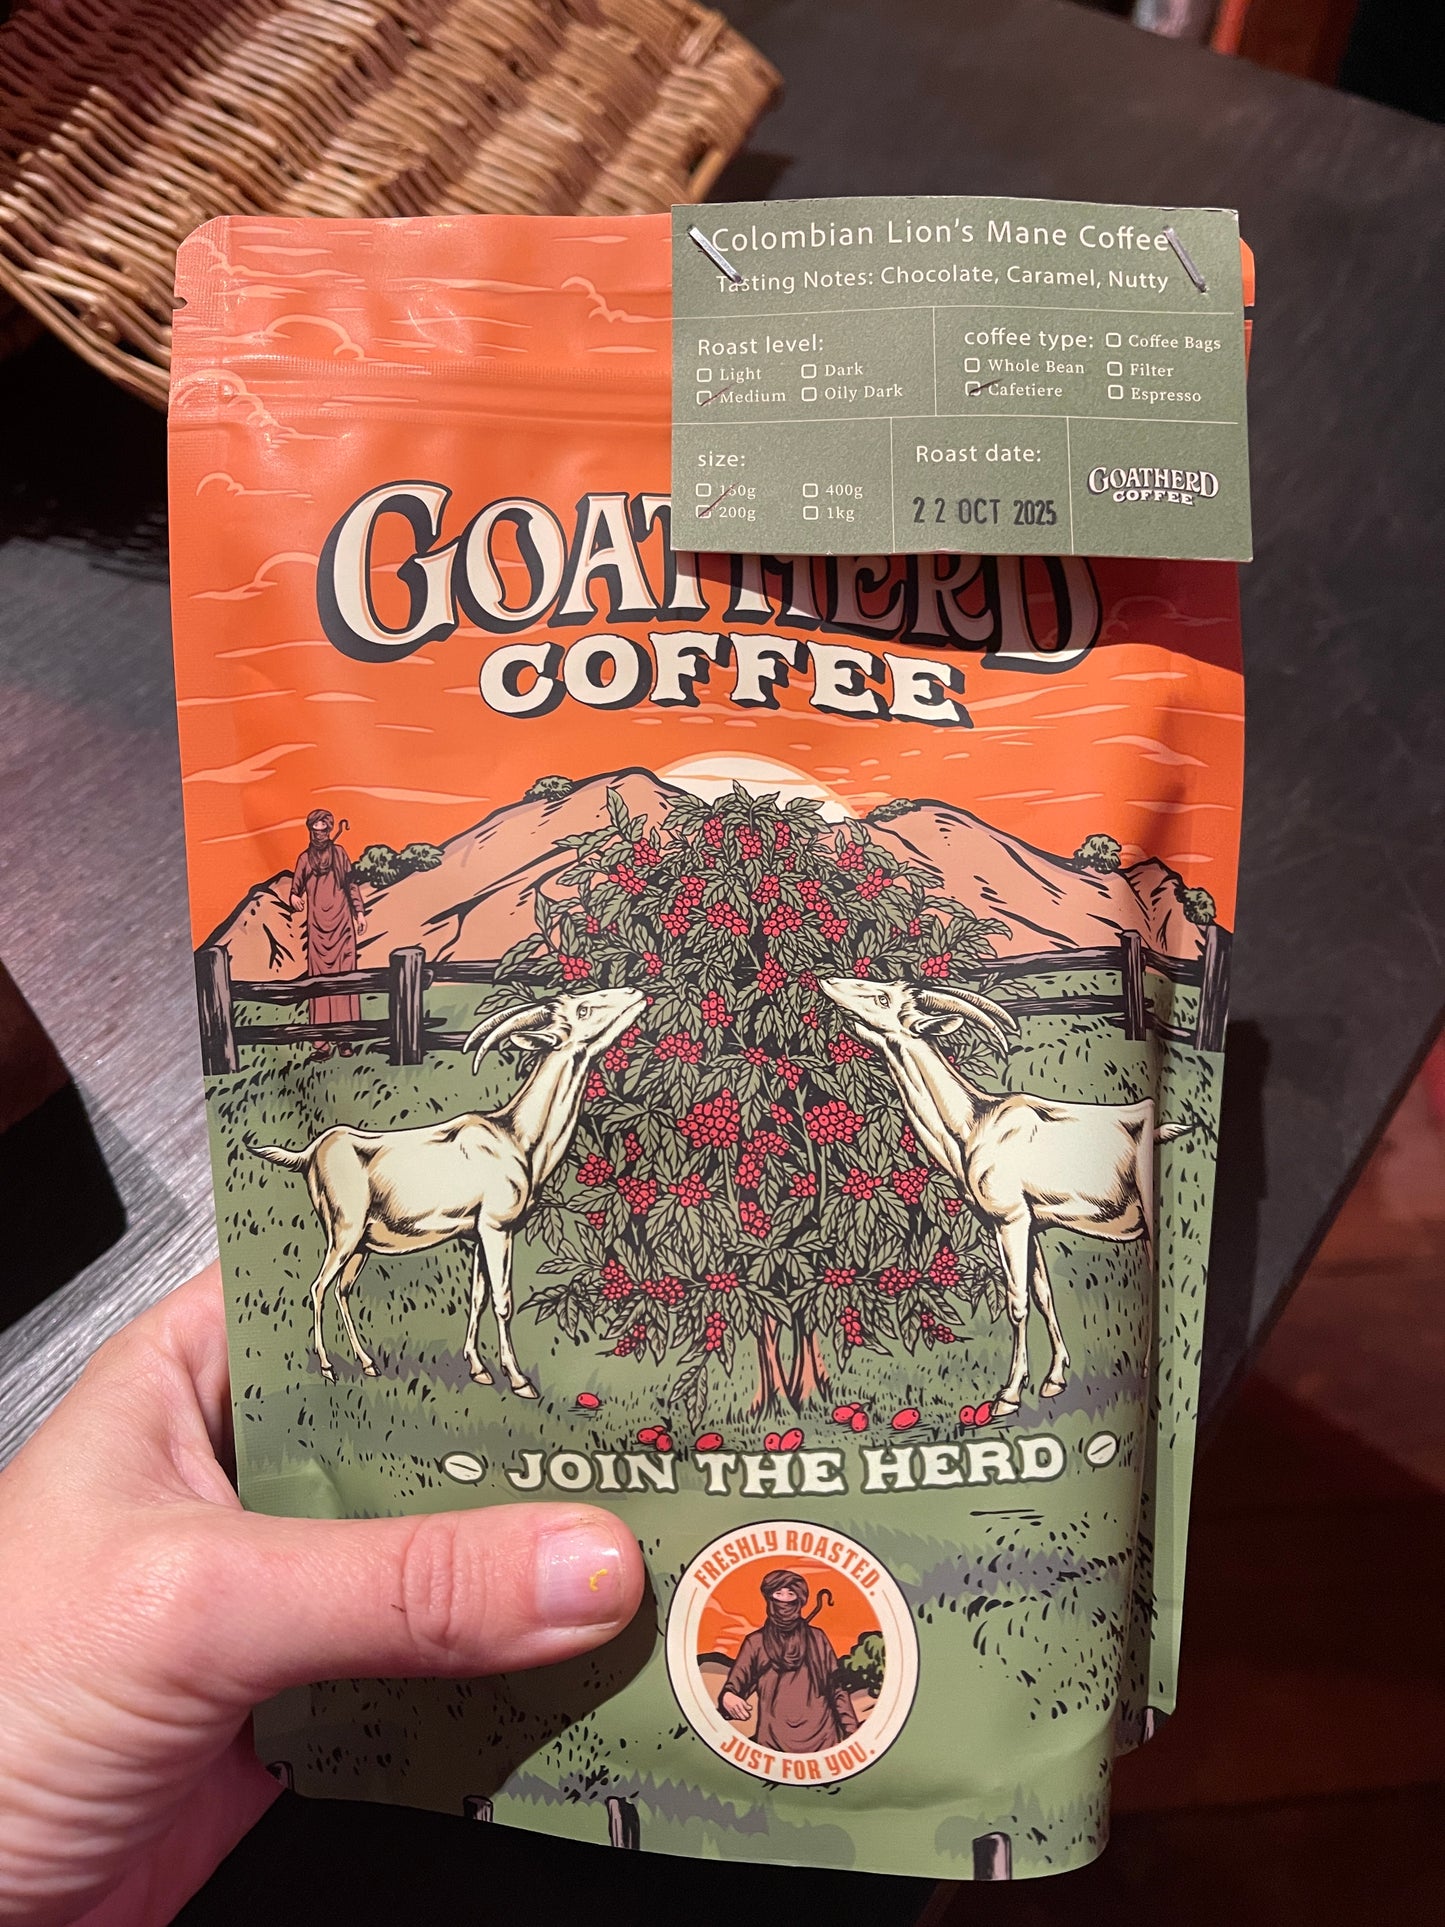 Colombian Lion's Mane Coffee
Tasting Notes: Chocolate, Caramel, Nutty
Roast level:
Light
Dark
Medium
Oily Dark
coffee type:
Coffee Bags
Whole Bean
Filter
Cafetiere
Espresso
size:
150g
400g
200g
1kg
Roast date:
22 OCT 2025
GOATHERD
COFFEE
GOATHERD
COFFEE
JOIN THE HERD
FRESHLY ROASTED.
JUST FOR YOU.